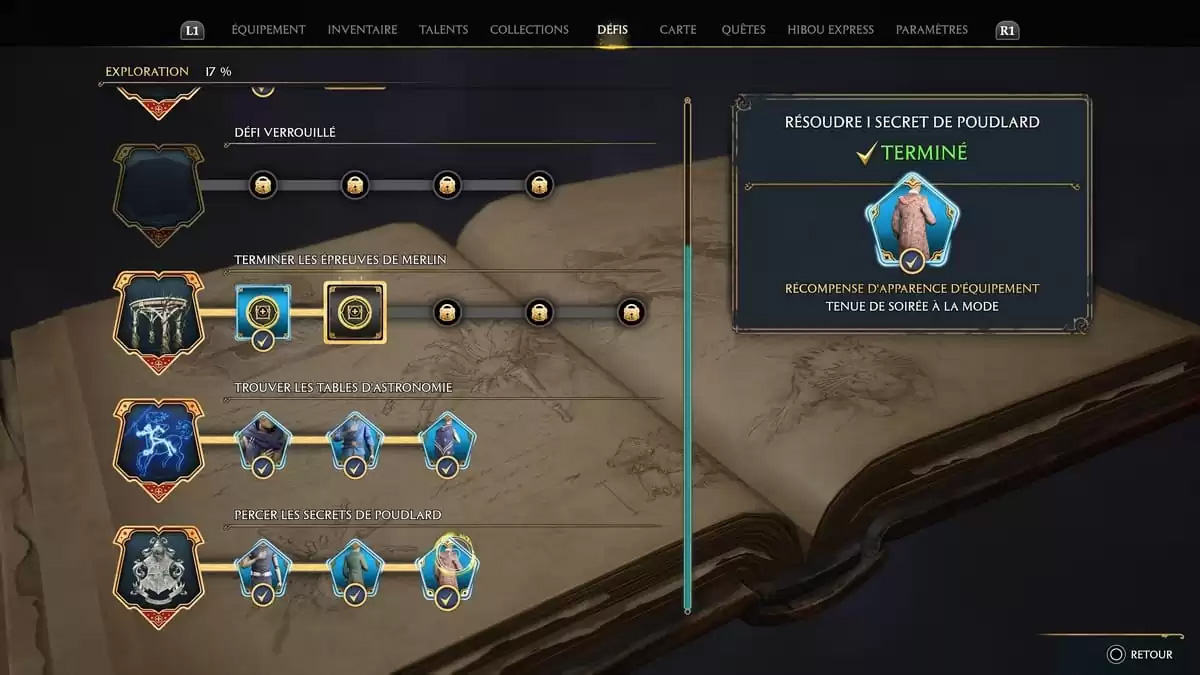 L1 ÉQUIPEMENT INVENTAIRE TALENTS COLLECTIONS DÉFIS CARTE QUÊTES HIBOU EXPRESS PARAMÈTRES R1
EXPLORATION 17 %
DÉFI VERROUILLÉ
TERMINER LES ÉPREUVES DE MERLIN
TROUVER LES TABLES D'ASTRONOMIE
PERCER LES SECRETS DE POUDLARD
RÉSOUDRE 1 SECRET DE POUDLARD
TERMINÉ
RÉCOMPENSE D'APPARENCE D'ÉQUIPEMENT
TENUE DE SOIRÉE À LA MODE
RETOUR